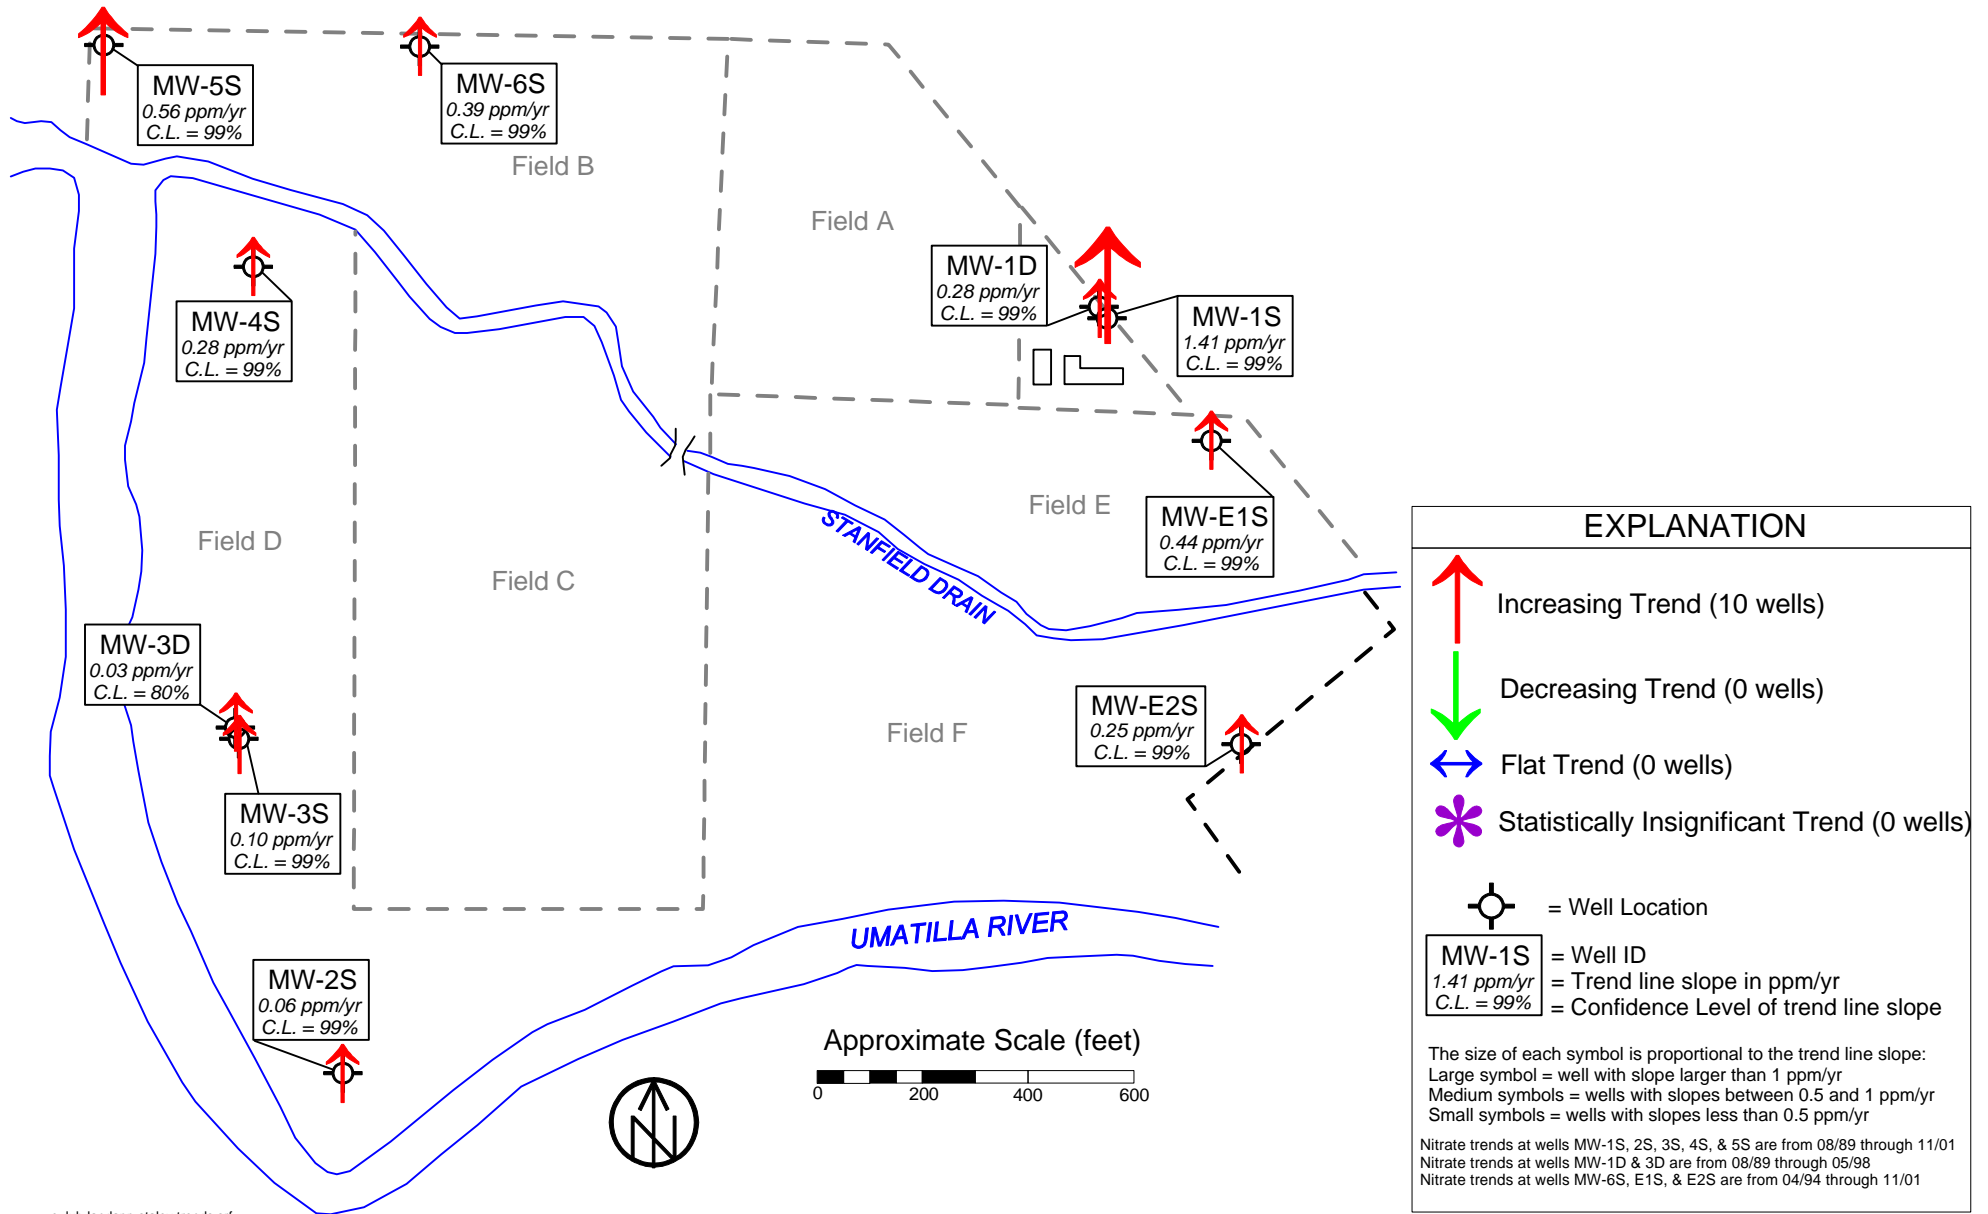 MW-5S
0.56 ppm/yr
C.L. = 99%
MW-6S
0.39 ppm/yr
C.L. = 99%
Field B
Field A
MW-1D
0.28 ppm/yr
C.L. = 99%
MW-1S
1.41 ppm/yr
C.L. = 99%
MW-4S
0.28 ppm/yr
C.L. = 99%
Field E
MW-E1S
0.44 ppm/yr
C.L. = 99%
STANFIELD DRAIN
Field D
Field C
MW-3D
0.03 ppm/yr
C.L. = 80%
MW-3S
0.10 ppm/yr
C.L. = 99%
Field F
MW-E2S
0.25 ppm/yr
C.L. = 99%
UMATILLA RIVER
MW-2S
0.06 ppm/yr
C.L. = 99%
Approximate Scale (feet)
0 200 400 600
N
EXPLANATION
Increasing Trend (10 wells)
Decreasing Trend (0 wells)
Flat Trend (0 wells)
Statistically Insignificant Trend (0 wells)
= Well Location
MW-1S = Well ID
1.41 ppm/yr = Trend line slope in ppm/yr
C.L. = 99% = Confidence Level of trend line slope
The size of each symbol is proportional to the trend line slope:
Large symbol = well with slope larger than 1 ppm/yr
Medium symbols = wells with slopes between 0.5 and 1 ppm/yr
Small symbols = wells with slopes less than 0.5 ppm/yr
Nitrate trends at wells MW-1S, 2S, 3S, 4S, & 5S are from 08/89 through 11/01
Nitrate trends at wells MW-1D & 3D are from 08/89 through 05/98
Nitrate trends at wells MW-6S, E1S, & E2S are from 04/94 through 11/01